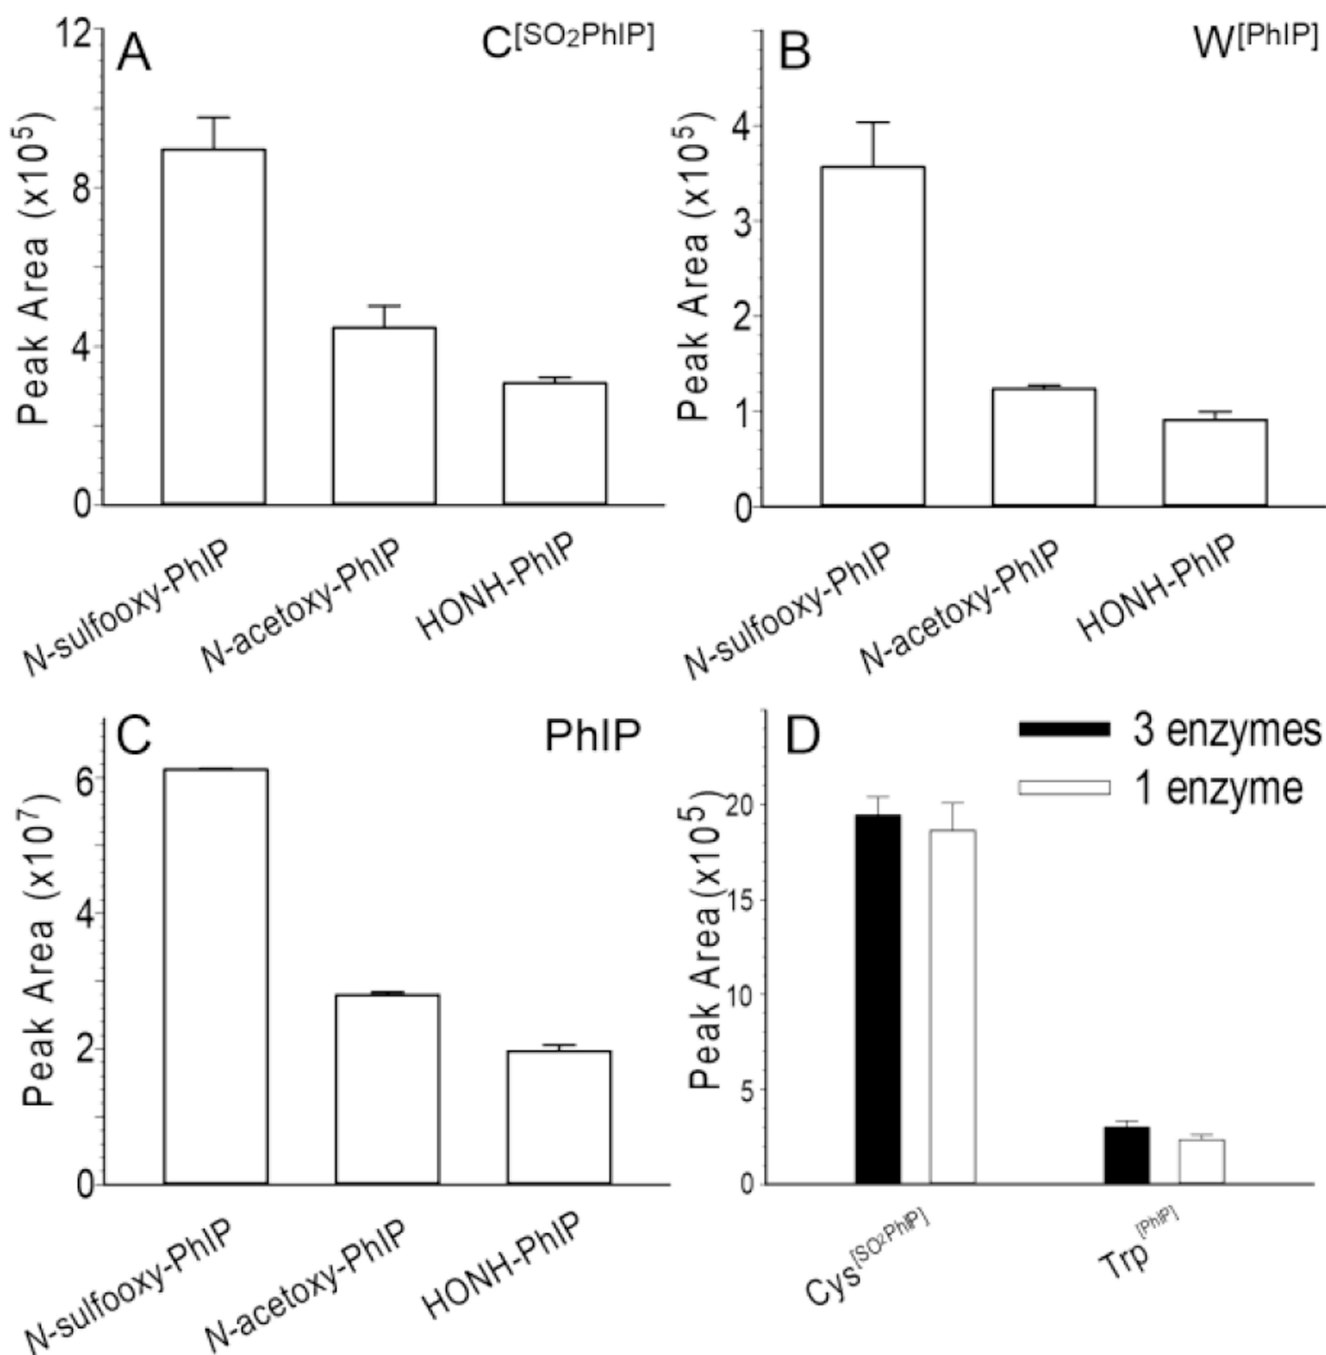 A
C[SO2PhIP]
12
8
4
0
Peak Area (x10^5)
N-sulfooxy-PhIP
N-acetoxy-PhIP
HONH-PhIP
B
W[PhIP]
4
3
2
1
0
Peak Area (x10^5)
N-sulfooxy-PhIP
N-acetoxy-PhIP
HONH-PhIP
C
PhIP
6
4
2
0
Peak Area (x10^7)
N-sulfooxy-PhIP
N-acetoxy-PhIP
HONH-PhIP
D
3 enzymes
1 enzyme
20
15
10
5
0
Peak Area (x10^5)
Cys[SO2PhIP]
Trp[PhIP]